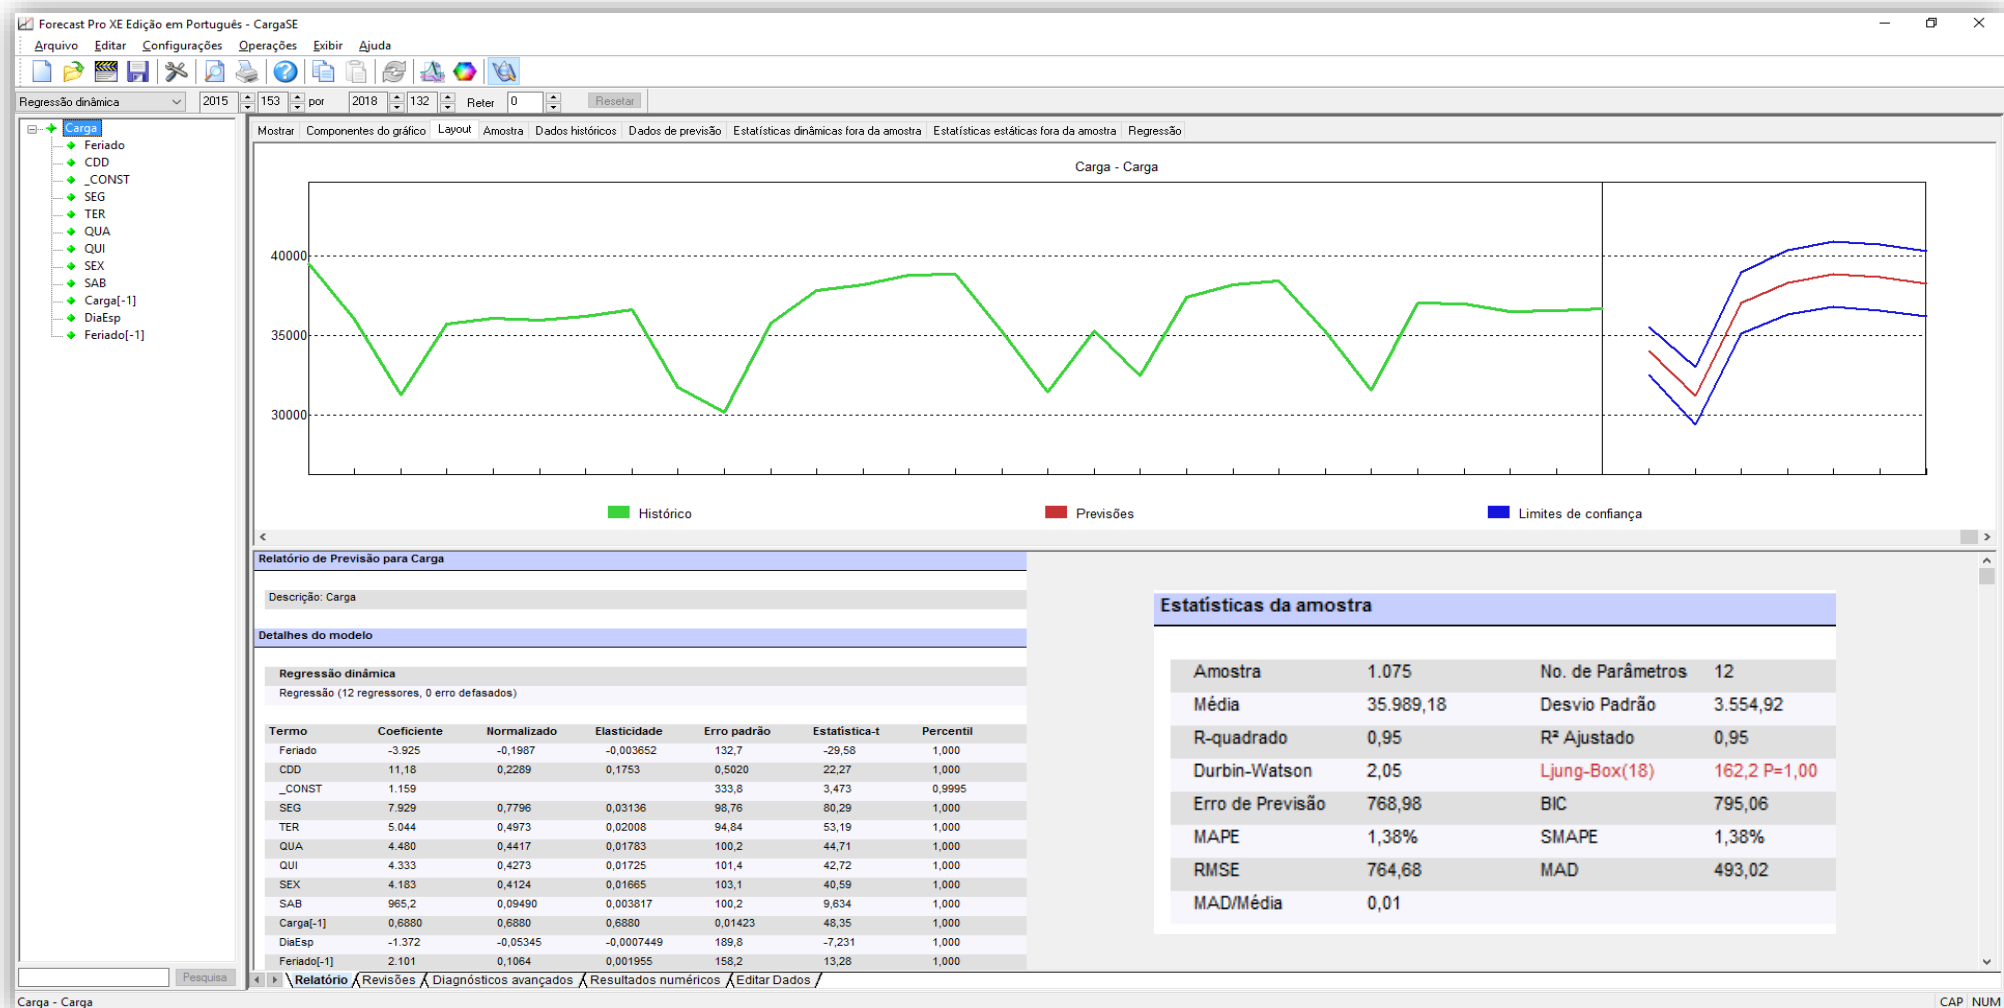 Forecast Pro XE Edição em Português - CargaSE
Arquivo Editar Configurações Operações Exibir Ajuda
Regressão dinâmica 2015 153 por 2018 132 Reter 0 Resetar
Carga
Feriado
CDD
_CONST
SEG
TER
QUA
QUI
SEX
SAB
Carga[-1]
DiaEsp
Feriado[-1]
Pesquisa
Mostrar Componentes do gráfico Layout Amostra Dados históricos Dados de previsão Estatísticas dinâmicas fora da amostra Estatísticas estáticas fora da amostra Regressão
Carga - Carga
40000
35000
30000
Histórico Previsões Limites de confiança
Relatório de Previsão para Carga
Descrição: Carga
Detalhes do modelo
Regressão dinâmica
Regressão (12 regressores, 0 erro defasados)
Termo Coeficiente Normalizado Elasticidade Erro padrão Estatística-t Percentil
Feriado -3.925 -0,1987 -0,003652 132,7 -29,58 1,000
CDD 11,18 0,2289 0,1753 0,5020 22,27 1,000
_CONST 1.159 333,8 3,473 0,9995
SEG 7.929 0,7796 0,03136 98,76 80,29 1,000
TER 5.044 0,4973 0,02008 94,84 53,19 1,000
QUA 4.480 0,4417 0,01783 100,2 44,71 1,000
QUI 4.333 0,4273 0,01725 101,4 42,72 1,000
SEX 4.183 0,4124 0,01665 103,1 40,59 1,000
SAB 965,2 0,09490 0,003817 100,2 9,634 1,000
Carga[-1] 0,6880 0,6880 0,6880 0,01423 48,35 1,000
DiaEsp -1.372 -0,05345 -0,0007449 189,8 -7,231 1,000
Feriado[-1] 2.101 0,1064 0,001955 158,2 13,28 1,000
Estatísticas da amostra
Amostra 1.075 No. de Parâmetros 12
Média 35.989,18 Desvio Padrão 3.554,92
R-quadrado 0,95 R² Ajustado 0,95
Durbin-Watson 2,05 Ljung-Box(18) 162,2 P=1,00
Erro de Previsão 768,98 BIC 795,06
MAPE 1,38% SMAPE 1,38%
RMSE 764,68 MAD 493,02
MAD/Média 0,01
Relatório Revisões Diagnósticos avançados Resultados numéricos Editar Dados
Carga - Carga CAP NUM